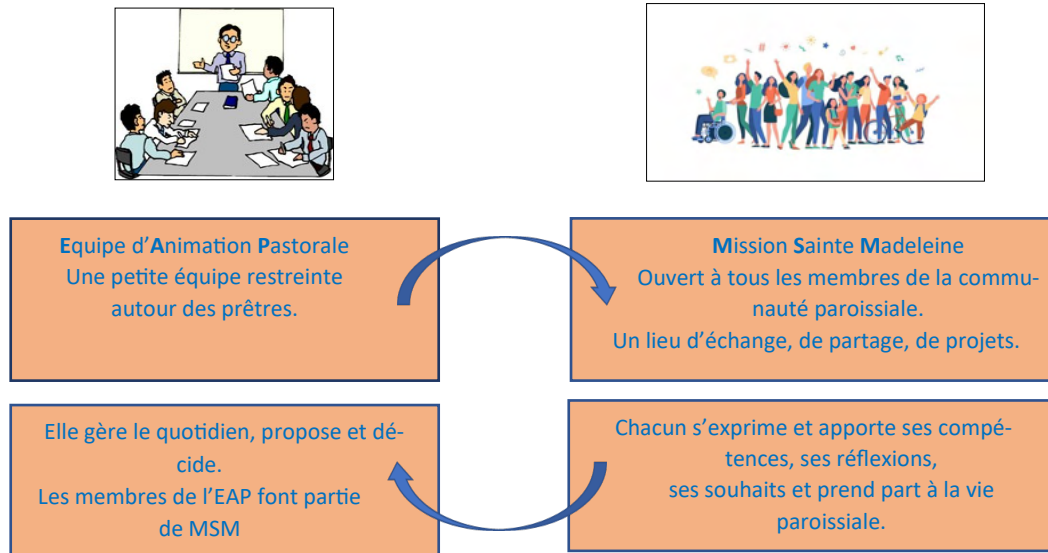 Equipe d'Animation Pastorale
Une petite équipe restreinte
autour des prêtres.
Mission Sainte Madeleine
Ouvert à tous les membres de la commu-
nauté paroissiale.
Un lieu d'échange, de partage, de projets.
Elle gère le quotidien, propose et dé-
cide.
Les membres de l'EAP font partie
de MSM
Chacun s'exprime et apporte ses compé-
tences, ses réflexions,
ses souhaits et prend part à la vie
paroissiale.